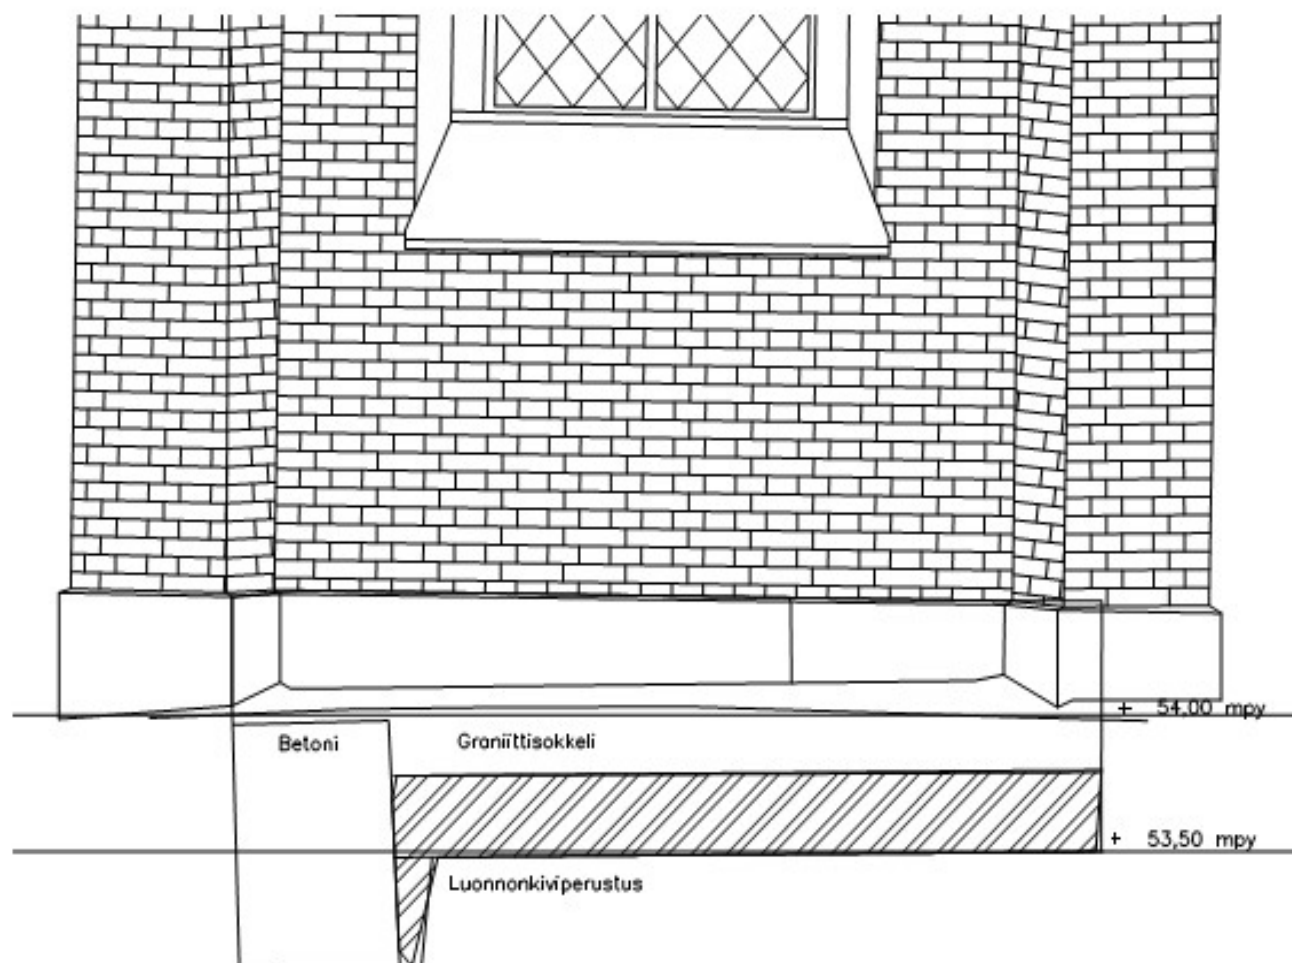 + 54,00 mpy
Betoni
Graniittisokkeli
+ 53,50 mpy
Luonnonkiviperustus